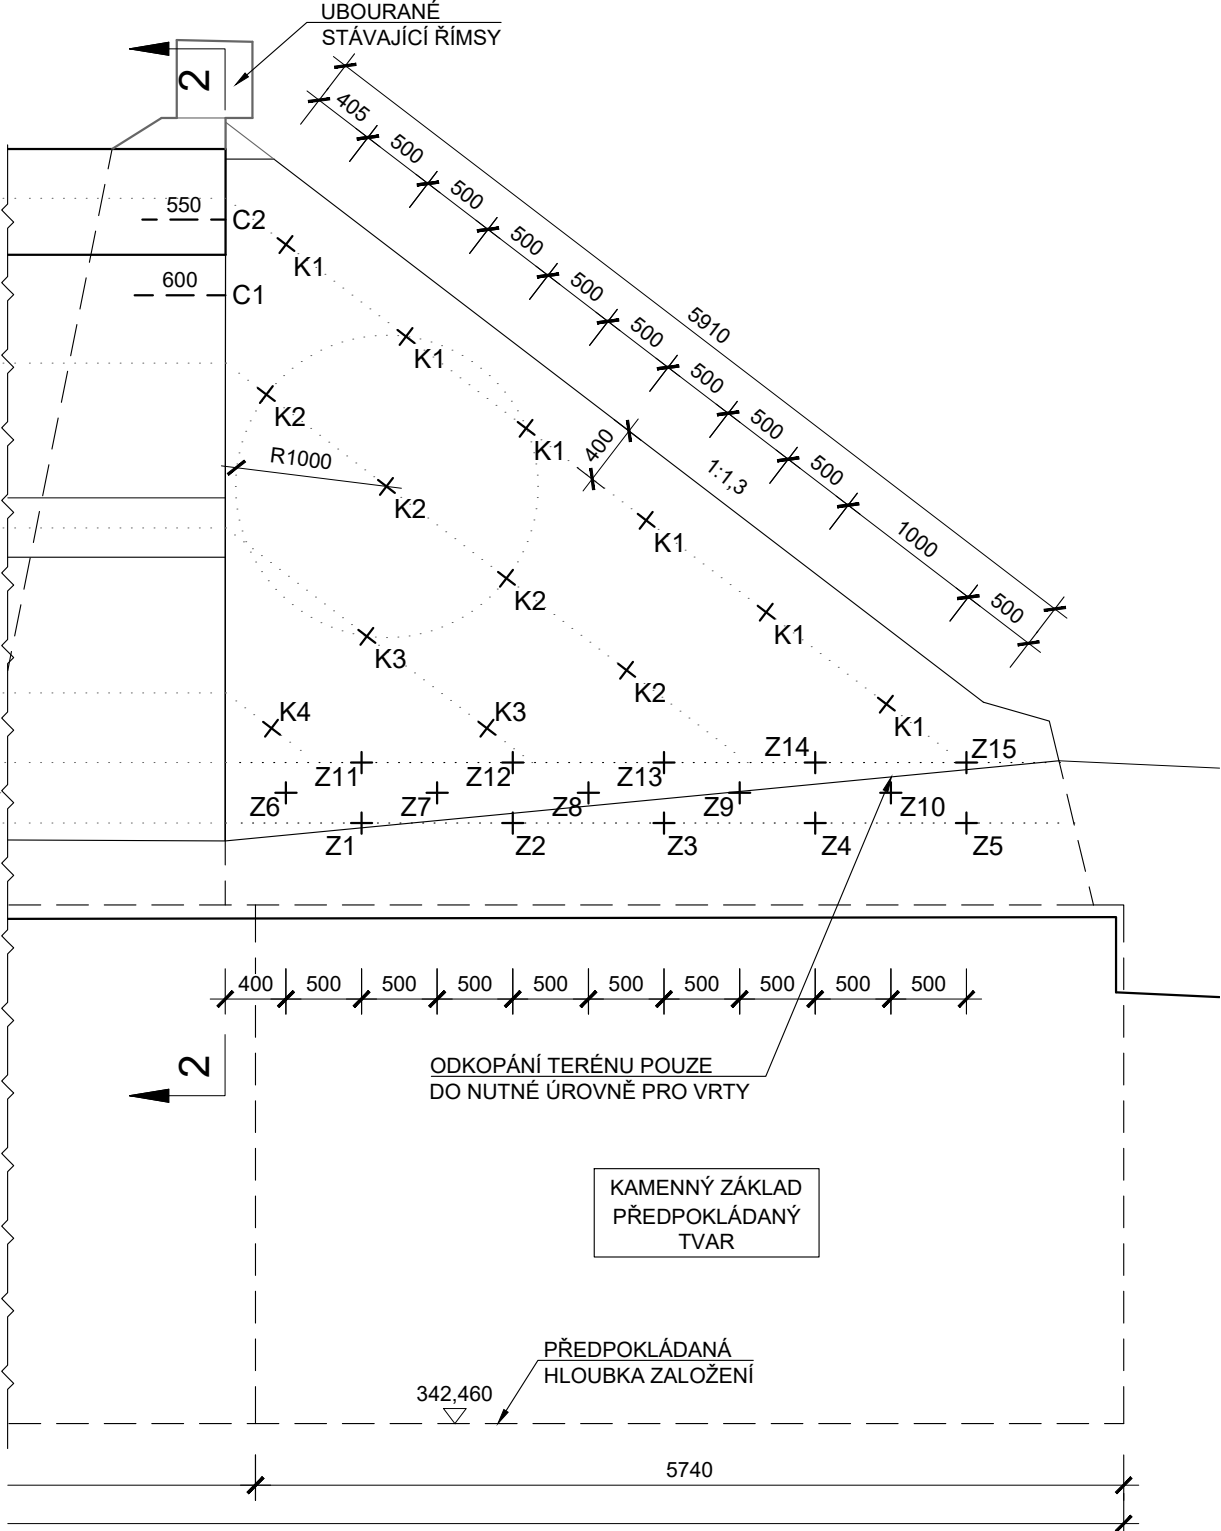 UBOURANÉ
STÁVAJÍCÍ ŘÍMSY
2
405
500
500
500
500
500
500
500
500
1000
500
5910
550
C2
600
C1
K1
K1
K1
K1
K1
K1
400
1:1,3
K2
K2
K2
K2
R1000
K3
K3
K4
Z11
Z12
Z13
Z14
Z15
Z6
Z7
Z8
Z9
Z10
Z1
Z2
Z3
Z4
Z5
400
500
500
500
500
500
500
500
500
500
2
ODKOPÁNÍ TERÉNU POUZE
DO NUTNÉ ÚROVNĚ PRO VRTY
KAMENNÝ ZÁKLAD
PŘEDPOKLÁDANÝ
TVAR
PŘEDPOKLÁDANÁ
HLOUBKA ZALOŽENÍ
342,460
5740